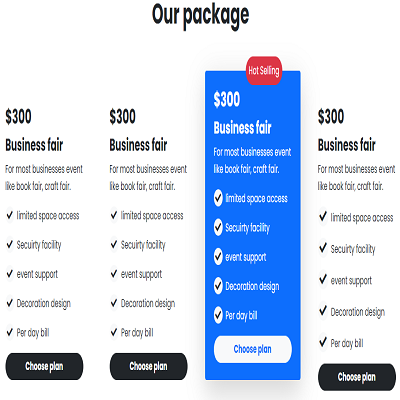 Our package
$300
Business fair
For most businesses event
like book fair, craft fair.
limited space access
Secuirty facility
event support
Decoration design
Per day bill
Choose plan
$300
Business fair
For most businesses event
like book fair, craft fair.
limited space access
Secuirty facility
event support
Decoration design
Per day bill
Choose plan
Hot Selling
$300
Business fair
For most businesses event
like book fair, craft fair.
limited space access
Secuirty facility
event support
Decoration design
Per day bill
Choose plan
$300
Business fair
For most businesses event
like book fair, craft fair.
limited space access
Secuirty facility
event support
Decoration design
Per day bill
Choose plan